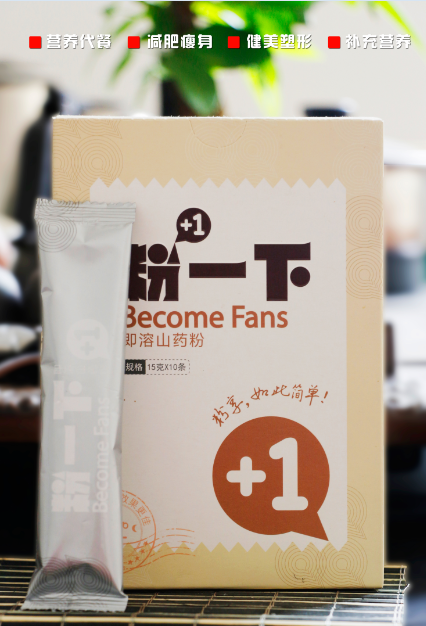 营养代餐 减肥瘦身 健美塑形 补充营养
+1
粉一下
Become Fans
即溶山药粉
规格 15克X10条
粉享,如此简单!
+1
+1
粉一下
Become Fans